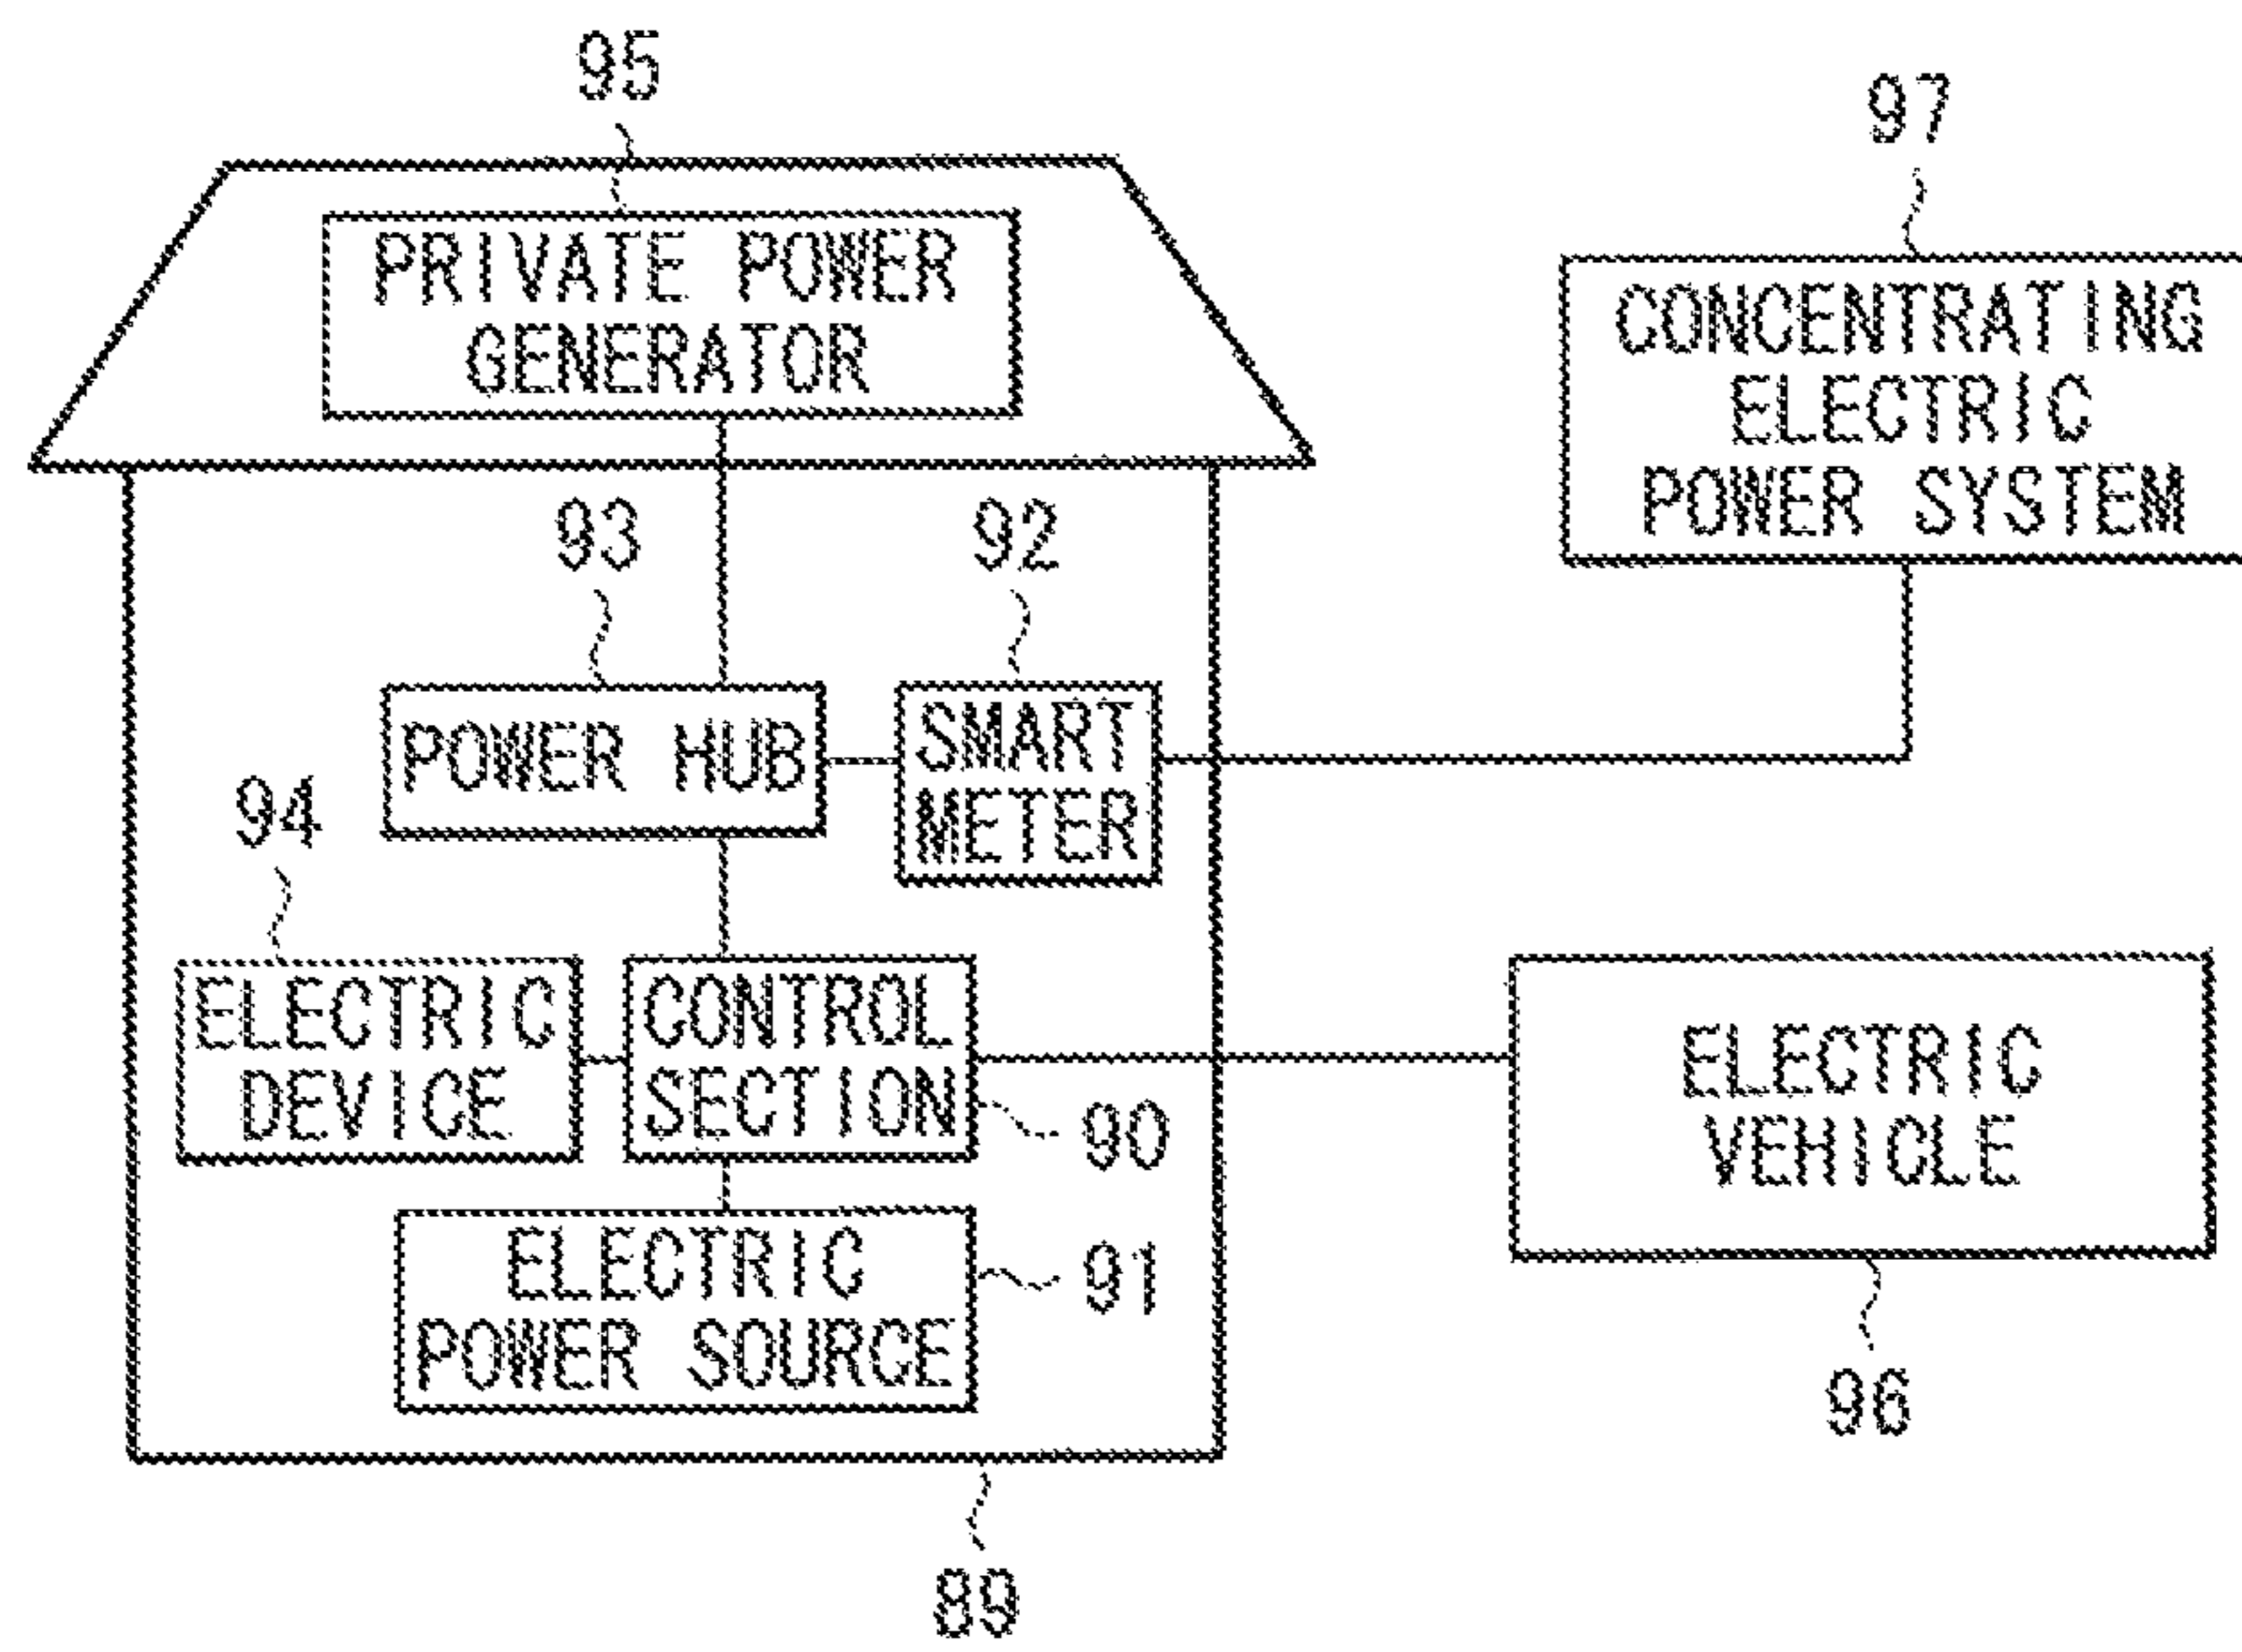 95
97
PRIVATE POWER
GENERATOR
CONCENTRATING
ELECTRIC
POWER SYSTEM
93
92
POWER HUB
SMART
METER
94
ELECTRIC
DEVICE
CONTROL
SECTION
90
ELECTRIC
VEHICLE
ELECTRIC
POWER SOURCE
91
96
89